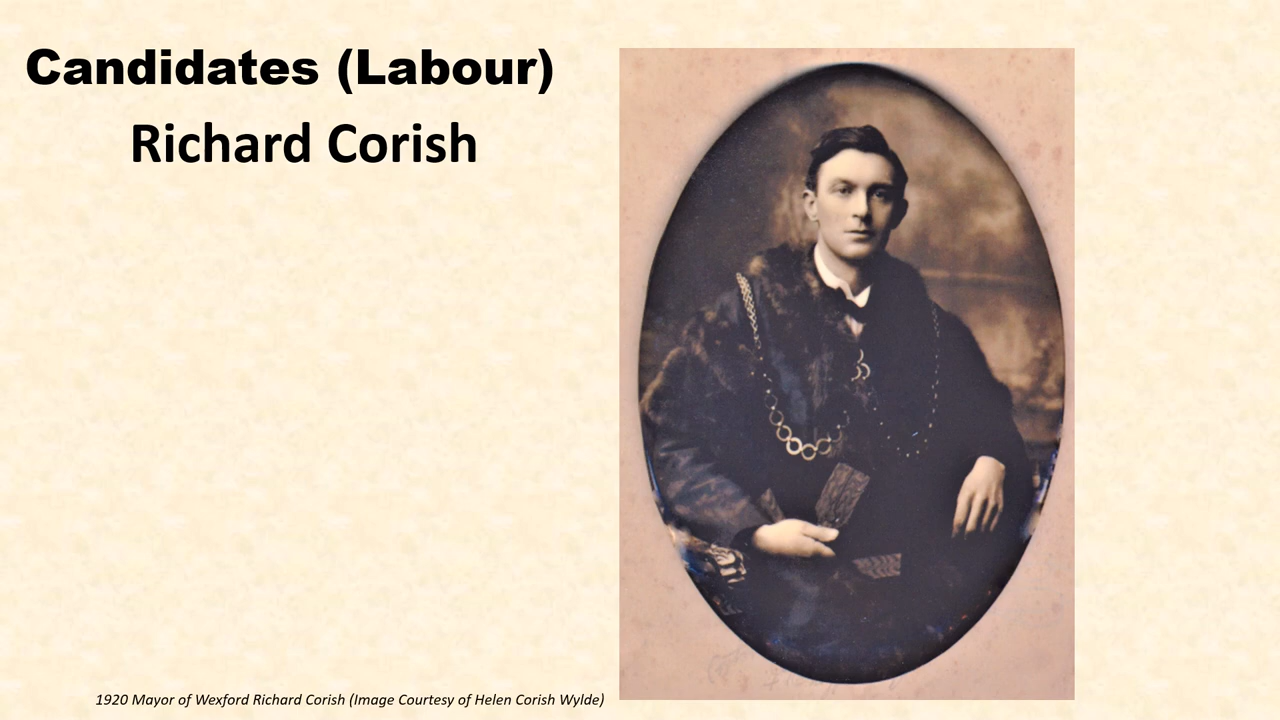 Candidates (Labour)
Richard Corish
1920 Mayor of Wexford Richard Corish (Image Courtesy of Helen Corish Wylde)